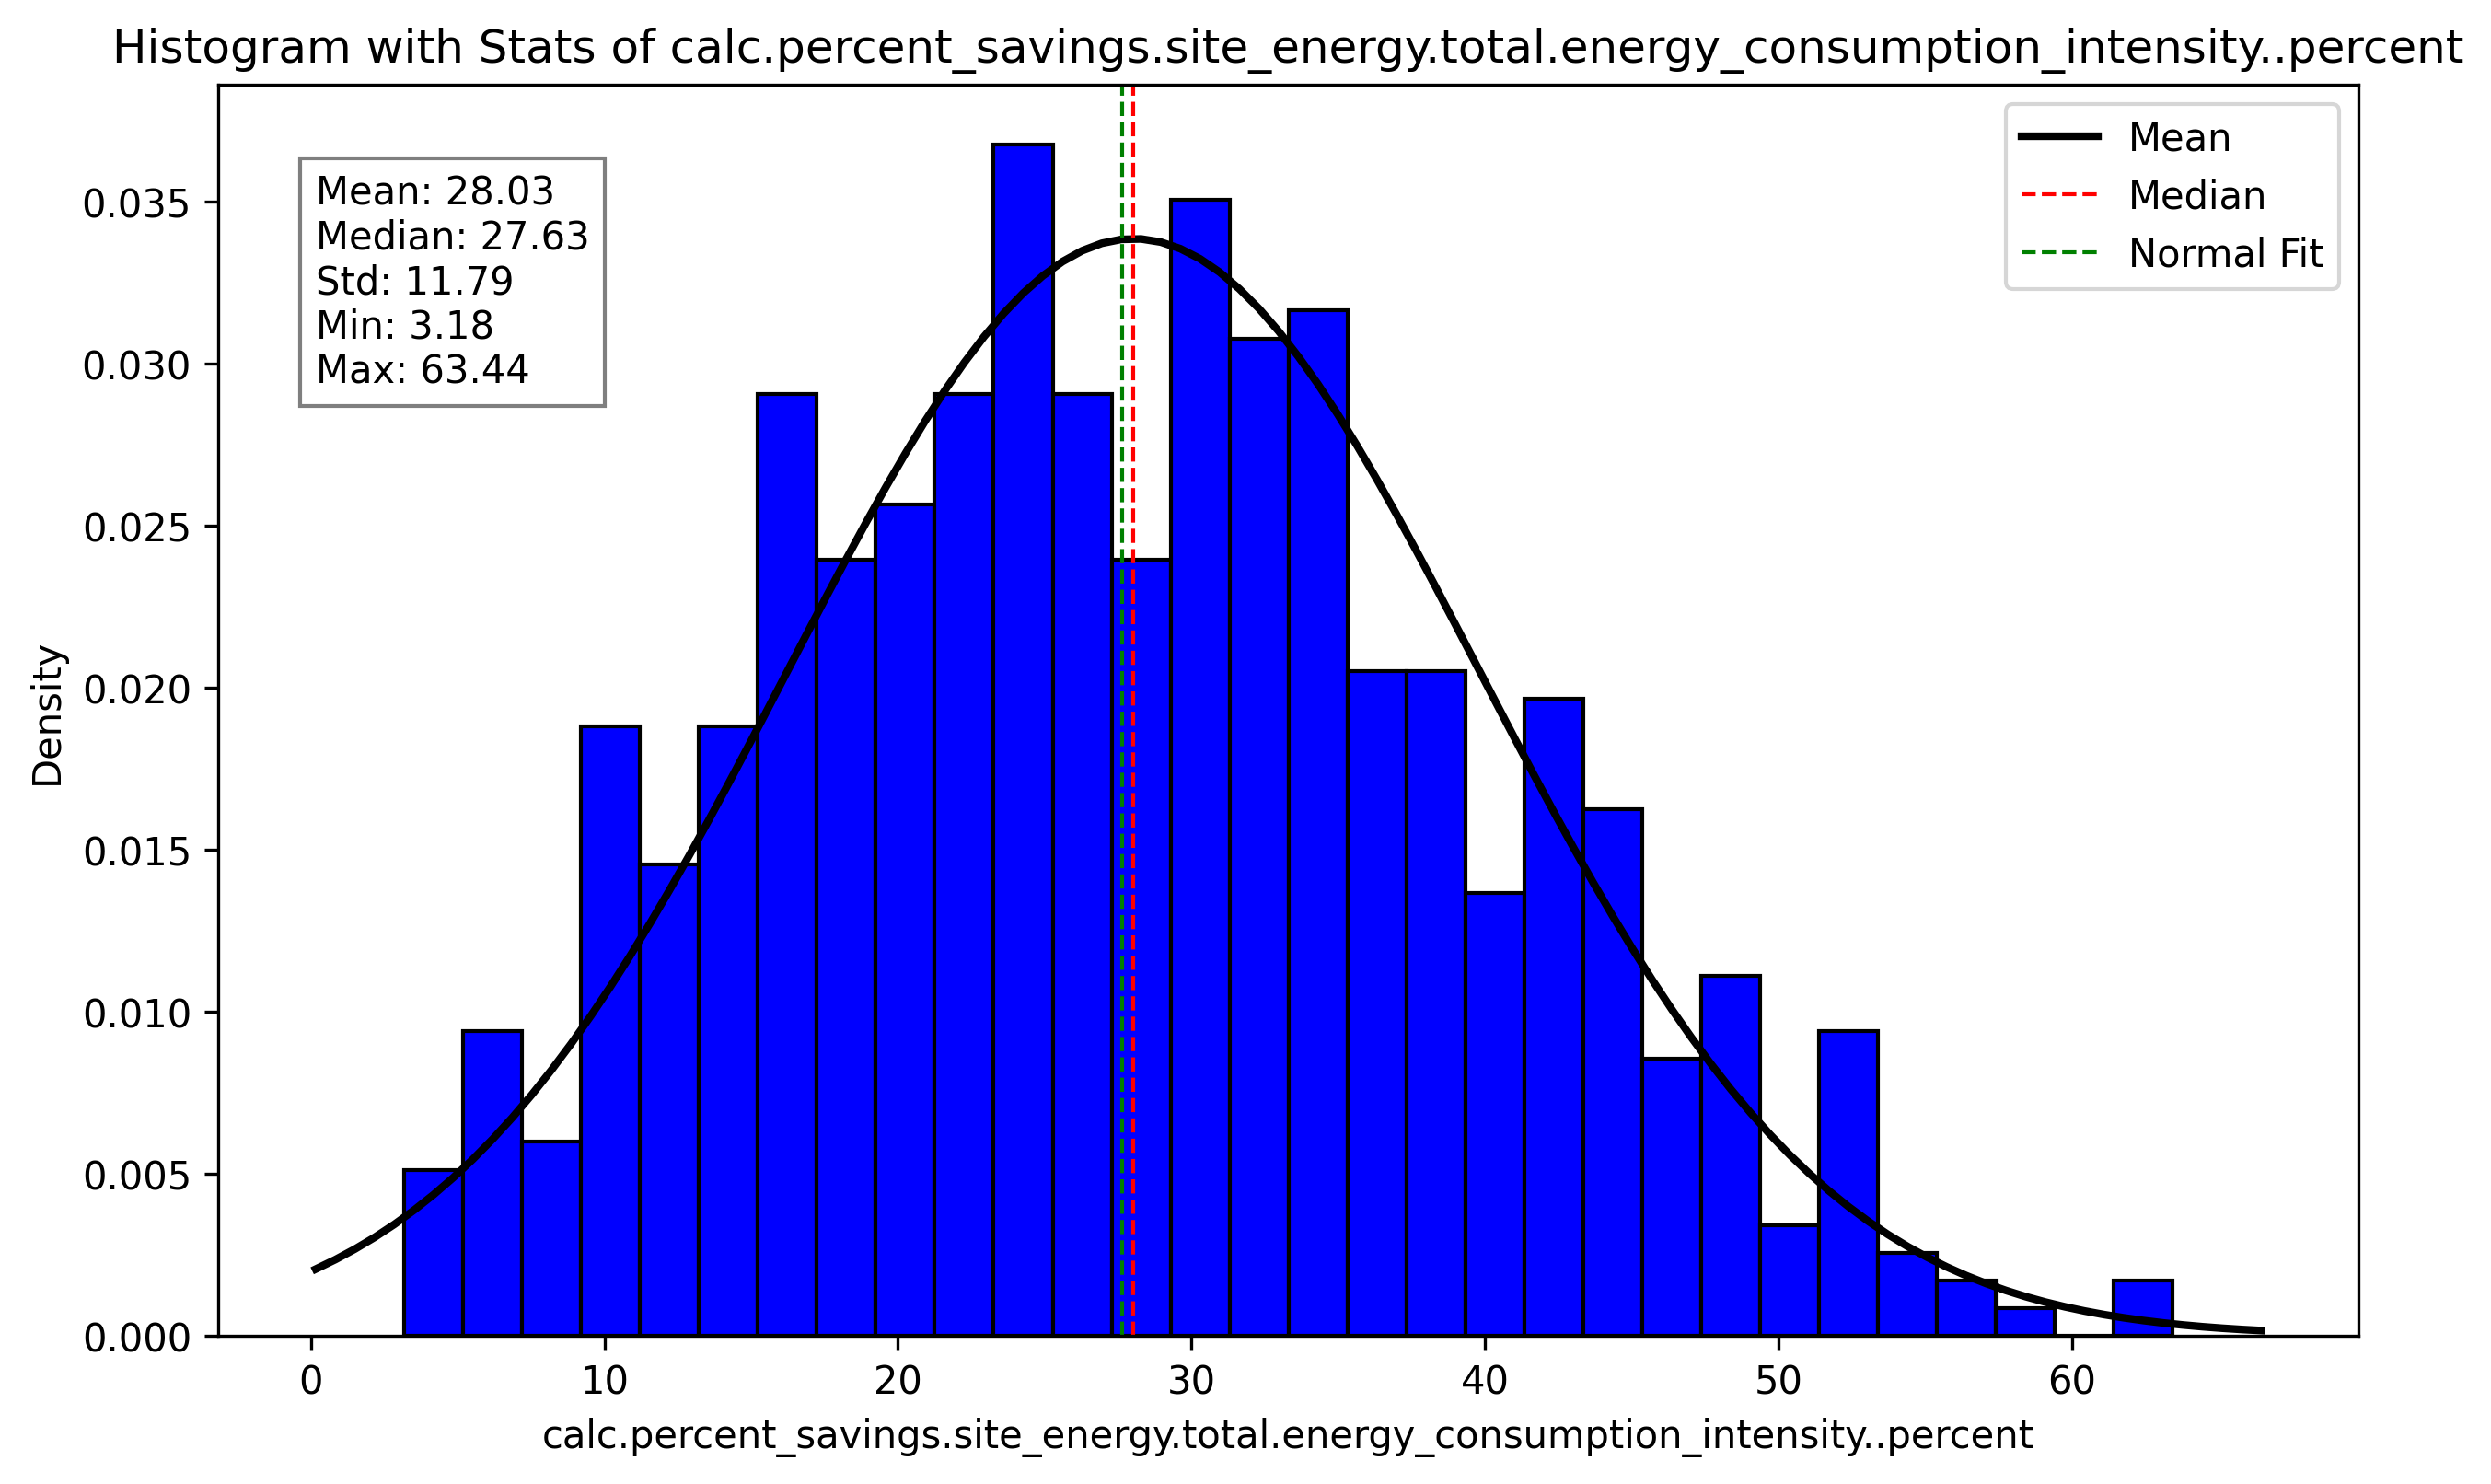 Histogram with Stats of calc.percent_savings.site_energy.total.energy_consumption_intensity..percent
Mean: 28.03
Median: 27.63
Std: 11.79
Min: 3.18
Max: 63.44
Mean
Median
Normal Fit
Density
0.035
0.030
0.025
0.020
0.015
0.010
0.005
0.000
0 10 20 30 40 50 60
calc.percent_savings.site_energy.total.energy_consumption_intensity..percent